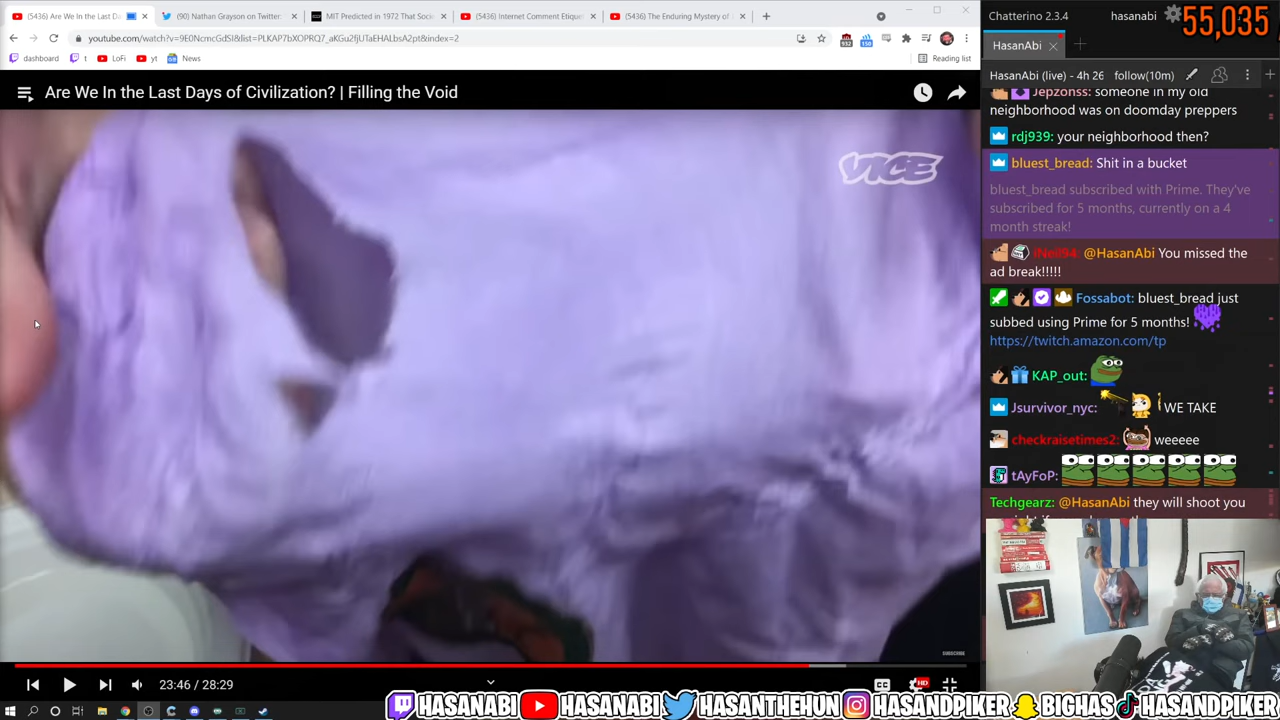 (5436) Are We In the Last Da
(90) Nathan Grayson on Twitter:
MIT Predicted in 1972 That Soc
(5436) Internet Comment Etique
(5436) The Enduring Mystery of
youtube.com/watch?v=9E0NcmcGdSI&list=PLKAP7bXOPRQ7_aKGu2fjUTaEHALbsA2pt&index=2
932
158
dashboard
t
LoFi
yt
News
Reading list
Are We In the Last Days of Civilization? | Filling the Void
VICE
SUBSCRIBE
23:46 / 28:29
HD
Chatterino 2.3.4
hasanabi
55,035
HasanAbi
HasanAbi (live) - 4h 26
follow(10m)
Jepzonss: someone in my old
neighborhood was on doomday preppers
rdj939: your neighborhood then?
bluest_bread: Shit in a bucket
bluest_bread subscribed with Prime. They've
subscribed for 5 months, currently on a 4
month streak!
INeil94: @HasanAbi You missed the
ad break!!!!!
Fossabot: bluest_bread just
subbed using Prime for 5 months!
https://twitch.amazon.com/tp
KAP_out:
Jsurvivor_nyc: WE TAKE
checkraisetimes2: weeeee
tAyFoP:
Techgearz: @HasanAbi they will shoot you
HASANABI
HASANABI
HASANTHEHUN
HASANDPIKER
BIGHAS
HASANDPIKER